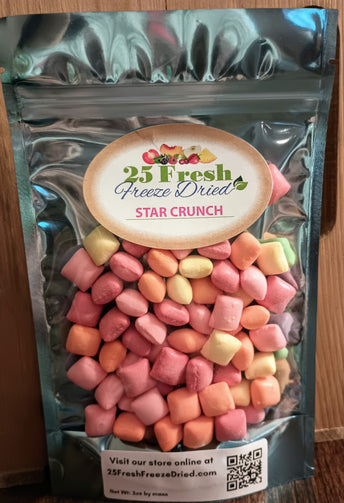 25 Fresh
Freeze Dried
STAR CRUNCH
Visit our store online at
25FreshFreezeDried.com
Net Wt. 3oz by mass